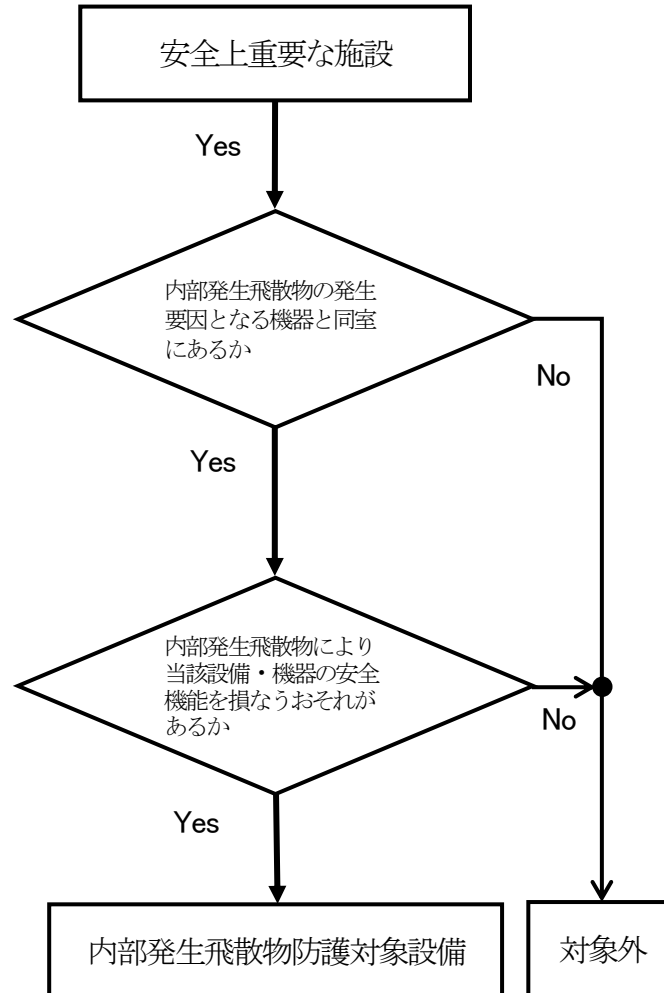 安全上重要な施設
Yes
内部発生飛散物の発生
要因となる機器と同室
にあるか
No
Yes
内部発生飛散物により
当該設備・機器の安全
機能を損なうおそれが
あるか
No
Yes
内部発生飛散物防護対象設備
対象外